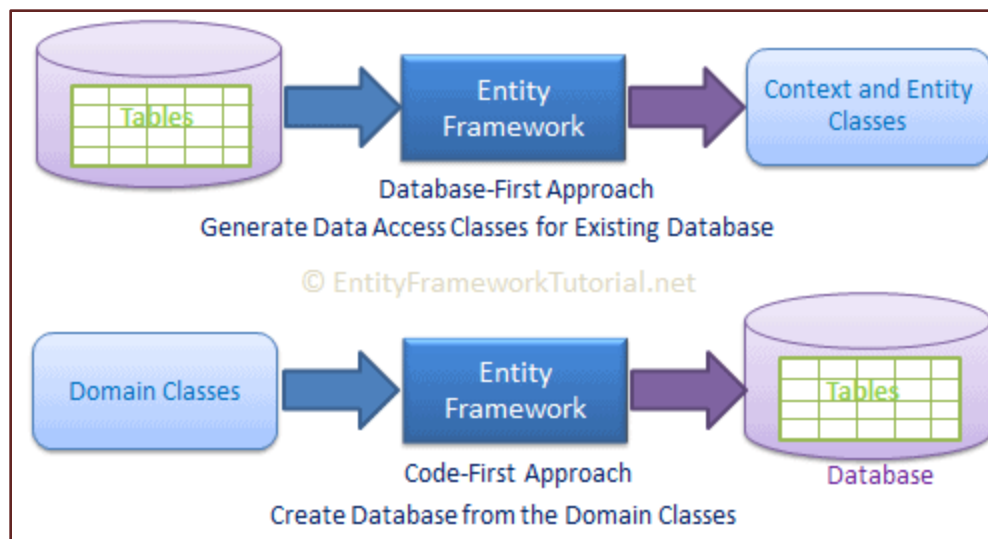 Tables
Entity
Framework
Context and Entity
Classes
Database-First Approach
Generate Data Access Classes for Existing Database
© EntityFrameworkTutorial.net
Domain Classes
Entity
Framework
Tables
Database
Code-First Approach
Create Database from the Domain Classes